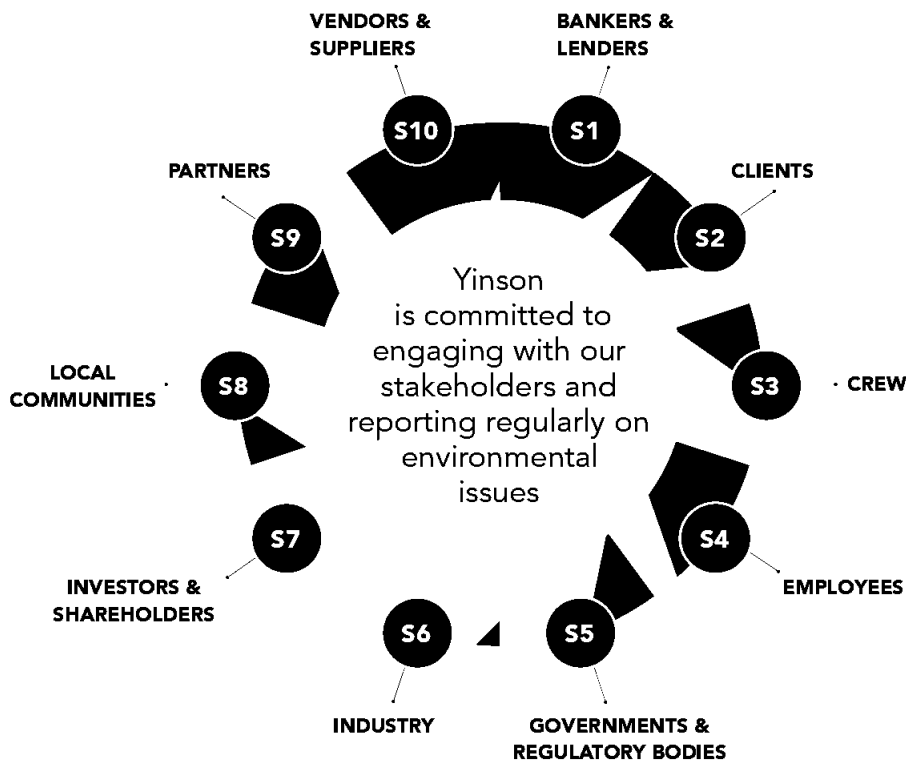 VENDORS &
SUPPLIERS
BANKERS &
LENDERS
S10
S1
PARTNERS
CLIENTS
S9
S2
Yinson
is committed to
engaging with our
stakeholders and
reporting regularly on
environmental
issues
LOCAL
COMMUNITIES
S8
S3
CREW
S7
S4
INVESTORS &
SHAREHOLDERS
EMPLOYEES
S6
S5
INDUSTRY
GOVERNMENTS &
REGULATORY BODIES